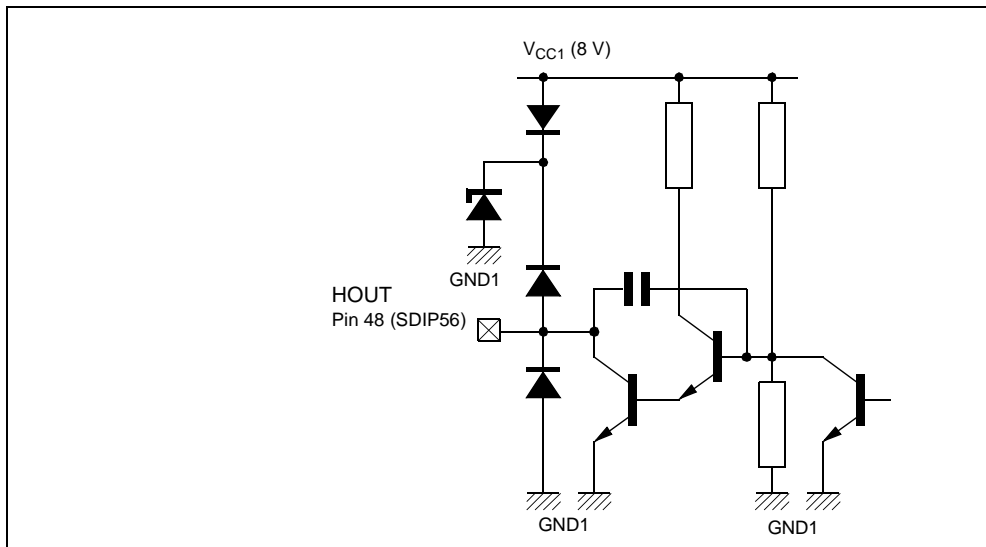 VCC1 (8 V)
GND1
HOUT
Pin 48 (SDIP56)
GND1
GND1